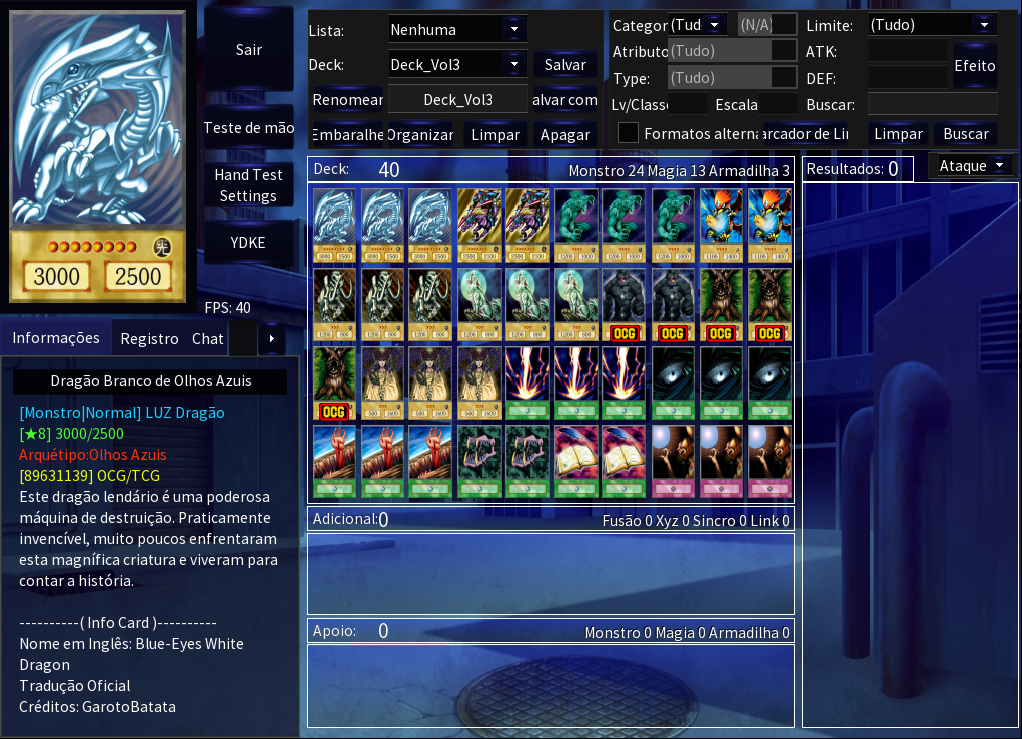 3000 2500
Sair
Teste de mão
Hand Test
Settings
YDKE
FPS: 40
Lista: Nenhuma
Deck: Deck_Vol3 Salvar
Renomear Deck_Vol3 alvar com
Embaralhe Organizar Limpar Apagar
Categor (Tud (N/A) Limite: (Tudo)
Atributo (Tudo) ATK:
Efeito
Type: (Tudo) DEF:
Lv/Classe Escala Buscar:
Formatos alterna arcador de Lin Limpar Buscar
Deck: 40 Monstro 24 Magia 13 Armadilha 3
Resultados: 0 Ataque
OCG OCG OCG OCG
OCG
Adicional:0 Fusão 0 Xyz 0 Sincro 0 Link 0
Apoio: 0 Monstro 0 Magia 0 Armadilha 0
Informações Registro Chat
Dragão Branco de Olhos Azuis
[Monstro|Normal] LUZ Dragão
[★8] 3000/2500
Arquétipo:Olhos Azuis
[89631139] OCG/TCG
Este dragão lendário é uma poderosa
máquina de destruição. Praticamente
invencível, muito poucos enfrentaram
esta magnífica criatura e viveram para
contar a história.
----------( Info Card )----------
Nome em Inglês: Blue-Eyes White
Dragon
Tradução Oficial
Créditos: GarotoBatata